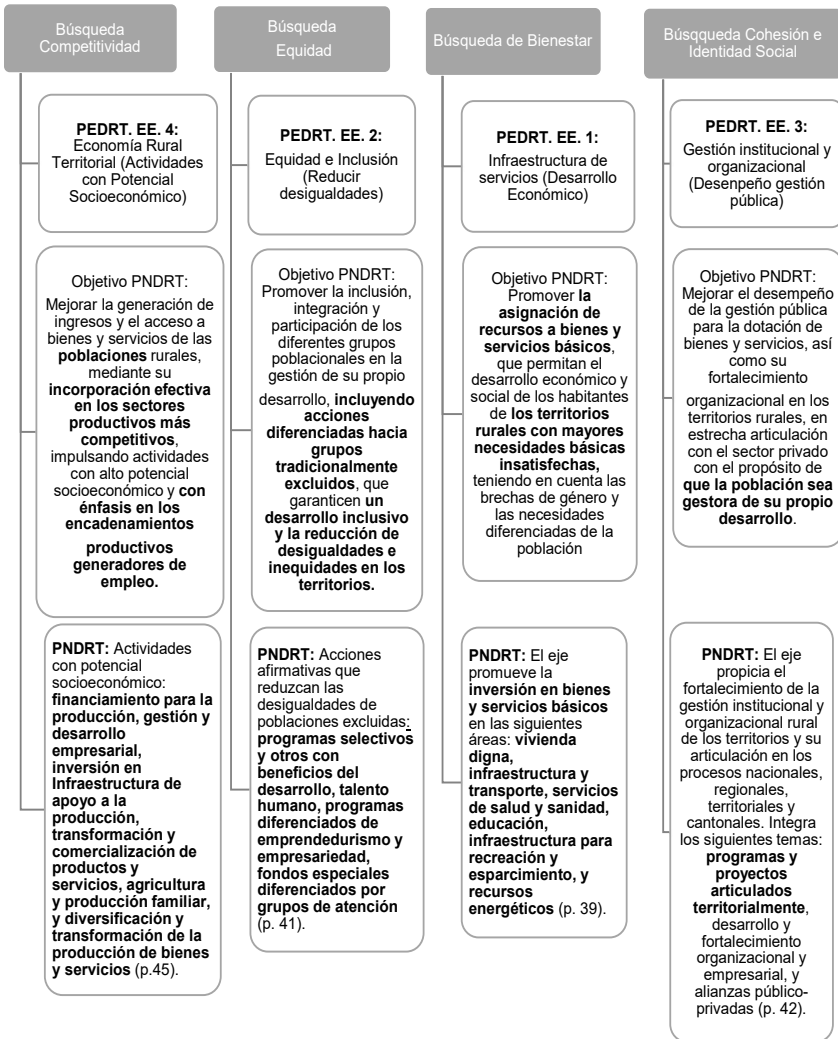 Búsqueda
Competitividad
PEDRT. EE. 4:
Economía Rural
Territorial (Actividades
con Potencial
Socioeconómico)
Objetivo PNDRT:
Mejorar la generación de
ingresos y el acceso a
bienes y servicios de las
poblaciones rurales,
mediante su
incorporación efectiva
en los sectores
productivos más
competitivos,
impulsando actividades
con alto potencial
socioeconómico y con
énfasis en los
encadenamientos
productivos
generadores de
empleo.
PNDRT: Actividades
con potencial
socioeconómico:
financiamiento para la
producción, gestión y
desarrollo
empresarial,
inversión en
Infraestructura de
apoyo a la
producción,
transformación y
comercialización de
productos y
servicios, agricultura
y producción familiar,
y diversificación y
transformación de la
producción de bienes
y servicios (p.45).
Búsqueda
Equidad
PEDRT. EE. 2:
Equidad e Inclusión
(Reducir
desigualdades)
Objetivo PNDRT:
Promover la inclusión,
integración y
participación de los
diferentes grupos
poblacionales en la
gestión de su propio
desarrollo, incluyendo
acciones
diferenciadas hacia
grupos
tradicionalmente
excluidos, que
garanticen un
desarrollo inclusivo
y la reducción de
desigualdades e
inequidades en los
territorios.
PNDRT: Acciones
afirmativas que
reduzcan las
desigualdades de
poblaciones excluidas:
programas selectivos
y otros con
beneficios del
desarrollo, talento
humano, programas
diferenciados de
emprendedurismo y
empresariedad,
fondos especiales
diferenciados por
grupos de atención
(p. 41).
Búsqueda de Bienestar
PEDRT. EE. 1:
Infraestructura de
servicios (Desarrollo
Económico)
Objetivo PNDRT:
Promover la
asignación de
recursos a bienes y
servicios básicos,
que permitan el
desarrollo económico y
social de los habitantes
de los territorios
rurales con mayores
necesidades básicas
insatisfechas,
teniendo en cuenta las
brechas de género y
las necesidades
diferenciadas de la
población
PNDRT: El eje
promueve la
inversión en bienes
y servicios básicos
en las siguientes
áreas: vivienda
digna,
infraestructura y
transporte, servicios
de salud y sanidad,
educación,
infraestructura para
recreación y
esparcimiento, y
recursos
energéticos (p. 39).
Búsqqueda Cohesión e
Identidad Social
PEDRT. EE. 3:
Gestión institucional y
organizacional
(Desenpeño gestión
pública)
Objetivo PNDRT:
Mejorar el desempeño
de la gestión pública
para la dotación de
bienes y servicios, así
como su
fortalecimiento
organizacional en los
territorios rurales, en
estrecha articulación
con el sector privado
con el propósito de
que la población sea
gestora de su propio
desarrollo.
PNDRT: El eje
propicia el
fortalecimiento de la
gestión institucional y
organizacional rural
de los territorios y su
articulación en los
procesos nacionales,
regionales,
territoriales y
cantonales. Integra
los siguientes temas:
programas y
proyectos
articulados
territorialmente,
desarrollo y
fortalecimiento
organizacional y
empresarial, y
alianzas público-
privadas (p. 42).